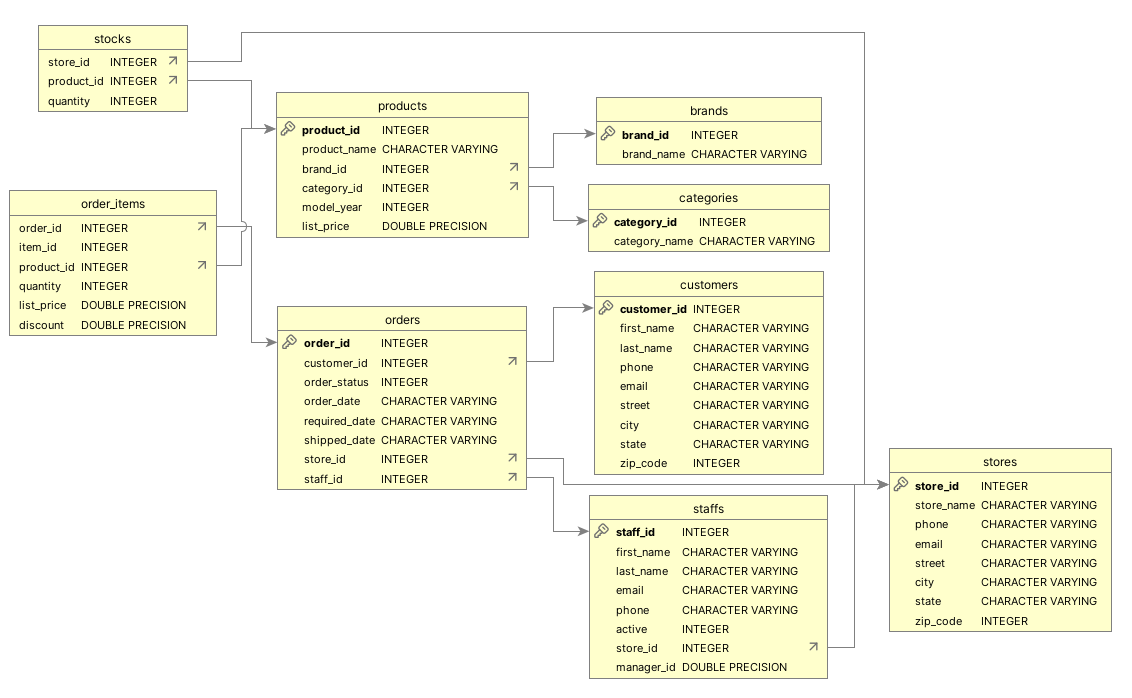 stocks
store_id INTEGER
product_id INTEGER
quantity INTEGER
products
product_id INTEGER
product_name CHARACTER VARYING
brand_id INTEGER
category_id INTEGER
model_year INTEGER
list_price DOUBLE PRECISION
brands
brand_id INTEGER
brand_name CHARACTER VARYING
categories
category_id INTEGER
category_name CHARACTER VARYING
order_items
order_id INTEGER
item_id INTEGER
product_id INTEGER
quantity INTEGER
list_price DOUBLE PRECISION
discount DOUBLE PRECISION
orders
order_id INTEGER
customer_id INTEGER
order_status INTEGER
order_date CHARACTER VARYING
required_date CHARACTER VARYING
shipped_date CHARACTER VARYING
store_id INTEGER
staff_id INTEGER
customers
customer_id INTEGER
first_name CHARACTER VARYING
last_name CHARACTER VARYING
phone CHARACTER VARYING
email CHARACTER VARYING
street CHARACTER VARYING
city CHARACTER VARYING
state CHARACTER VARYING
zip_code INTEGER
staffs
staff_id INTEGER
first_name CHARACTER VARYING
last_name CHARACTER VARYING
email CHARACTER VARYING
phone CHARACTER VARYING
active INTEGER
store_id INTEGER
manager_id DOUBLE PRECISION
stores
store_id INTEGER
store_name CHARACTER VARYING
phone CHARACTER VARYING
email CHARACTER VARYING
street CHARACTER VARYING
city CHARACTER VARYING
state CHARACTER VARYING
zip_code INTEGER